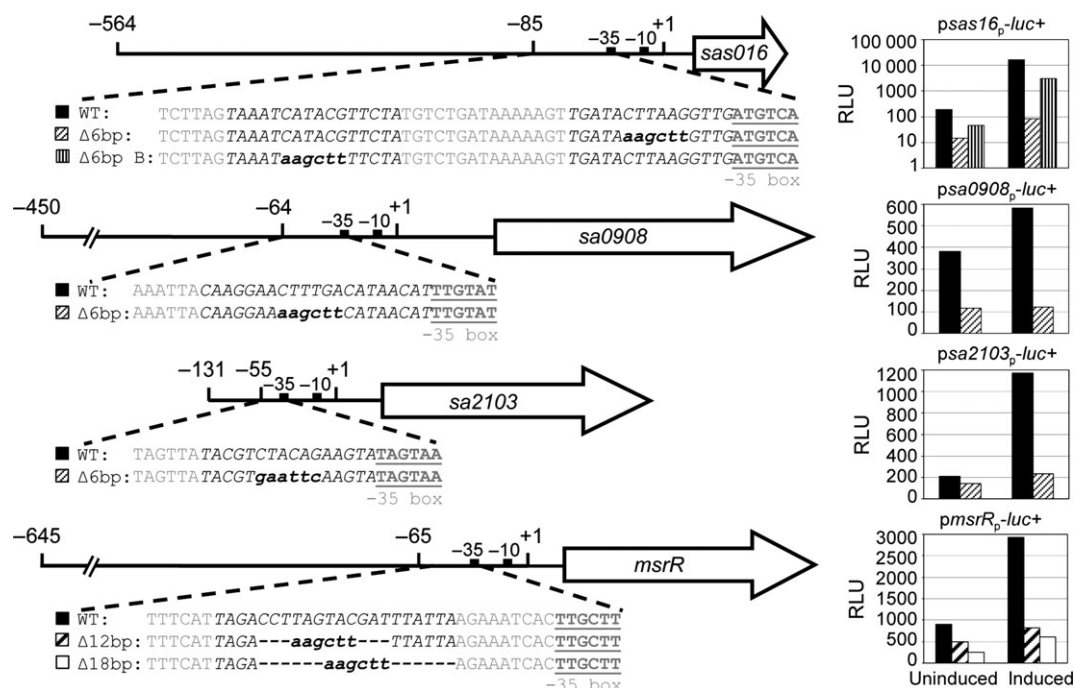 −564
−85
−35
−10
+1
sas016
WT: TCTTAGTAAATCATACGTTCTATGTCTGATAAAAAGTTGATACTTAAGGTTGATGTCA
Δ6bp: TCTTAGTAAATCATACGTTCTATGTCTGATAAAAAGTTGATAaagcttGTTGATGTCA
Δ6bp B: TCTTAGTAAATaagcttTTCTATGTCTGATAAAAAGTTGATACTTAAGGTTGATGTCA
−35 box
psas16p-luc+
RLU
100 000
10 000
1000
100
10
1
−450
−64
−35
−10
+1
sa0908
WT: AAATTACAAGGAACTTTGACATAACATTTGTAT
Δ6bp: AAATTACAAGGAAaagcttCATAACATTTGTAT
−35 box
psa0908p-luc+
RLU
600
400
300
200
100
0
−131
−55
−35
−10
+1
sa2103
WT: TAGTTATACGTCTACAGAAGTATAGTAA
Δ6bp: TAGTTATACGTgaattcAAGTATAGTAA
−35 box
psa2103p-luc+
RLU
1200
1000
800
600
400
200
0
−645
−65
−35
−10
+1
msrR
WT: TTTCATTAGACCTTAGTACGATTTATTAAGAAATCACTTGCTT
Δ12bp: TTTCATTAGA---aagctt---TTATTAAGAAATCACTTGCTT
Δ18bp: TTTCATTAGA------aagctt------AGAAATCACTTGCTT
−35 box
pmsrRp-luc+
RLU
3000
2500
2000
1500
1000
500
0
Uninduced Induced